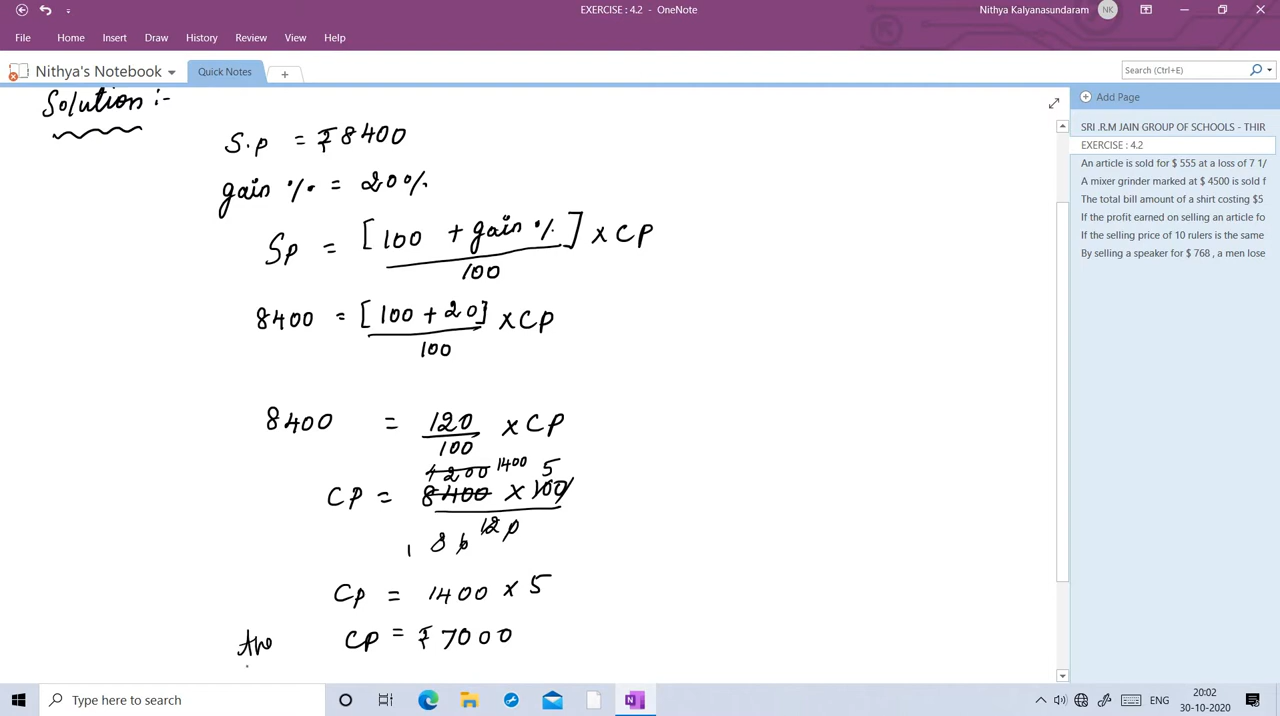 EXERCISE : 4.2 - OneNote
Nithya Kalyanasundaram NK
File Home Insert Draw History Review View Help
Nithya's Notebook Quick Notes
Search (Ctrl+E)
Add Page
SRI .R.M JAIN GROUP OF SCHOOLS - THIR
EXERCISE : 4.2
An article is sold for $ 555 at a loss of 7 1/
A mixer grinder marked at $ 4500 is sold f
The total bill amount of a shirt costing $5
If the profit earned on selling an article fo
If the selling price of 10 rulers is the same
By selling a speaker for $ 768 , a men lose
Solution :-
S.p = ₹8400
gain % = 20%
Sp = [100 + gain %] × CP
100
8400 = [100 + 20] × CP
100
8400 = 120 × CP
100
4200 1400 5
CP = 8400 × 100
120
1
CP = 1400 × 5
the CP = ₹7000
Type here to search
ENG
20:02
30-10-2020